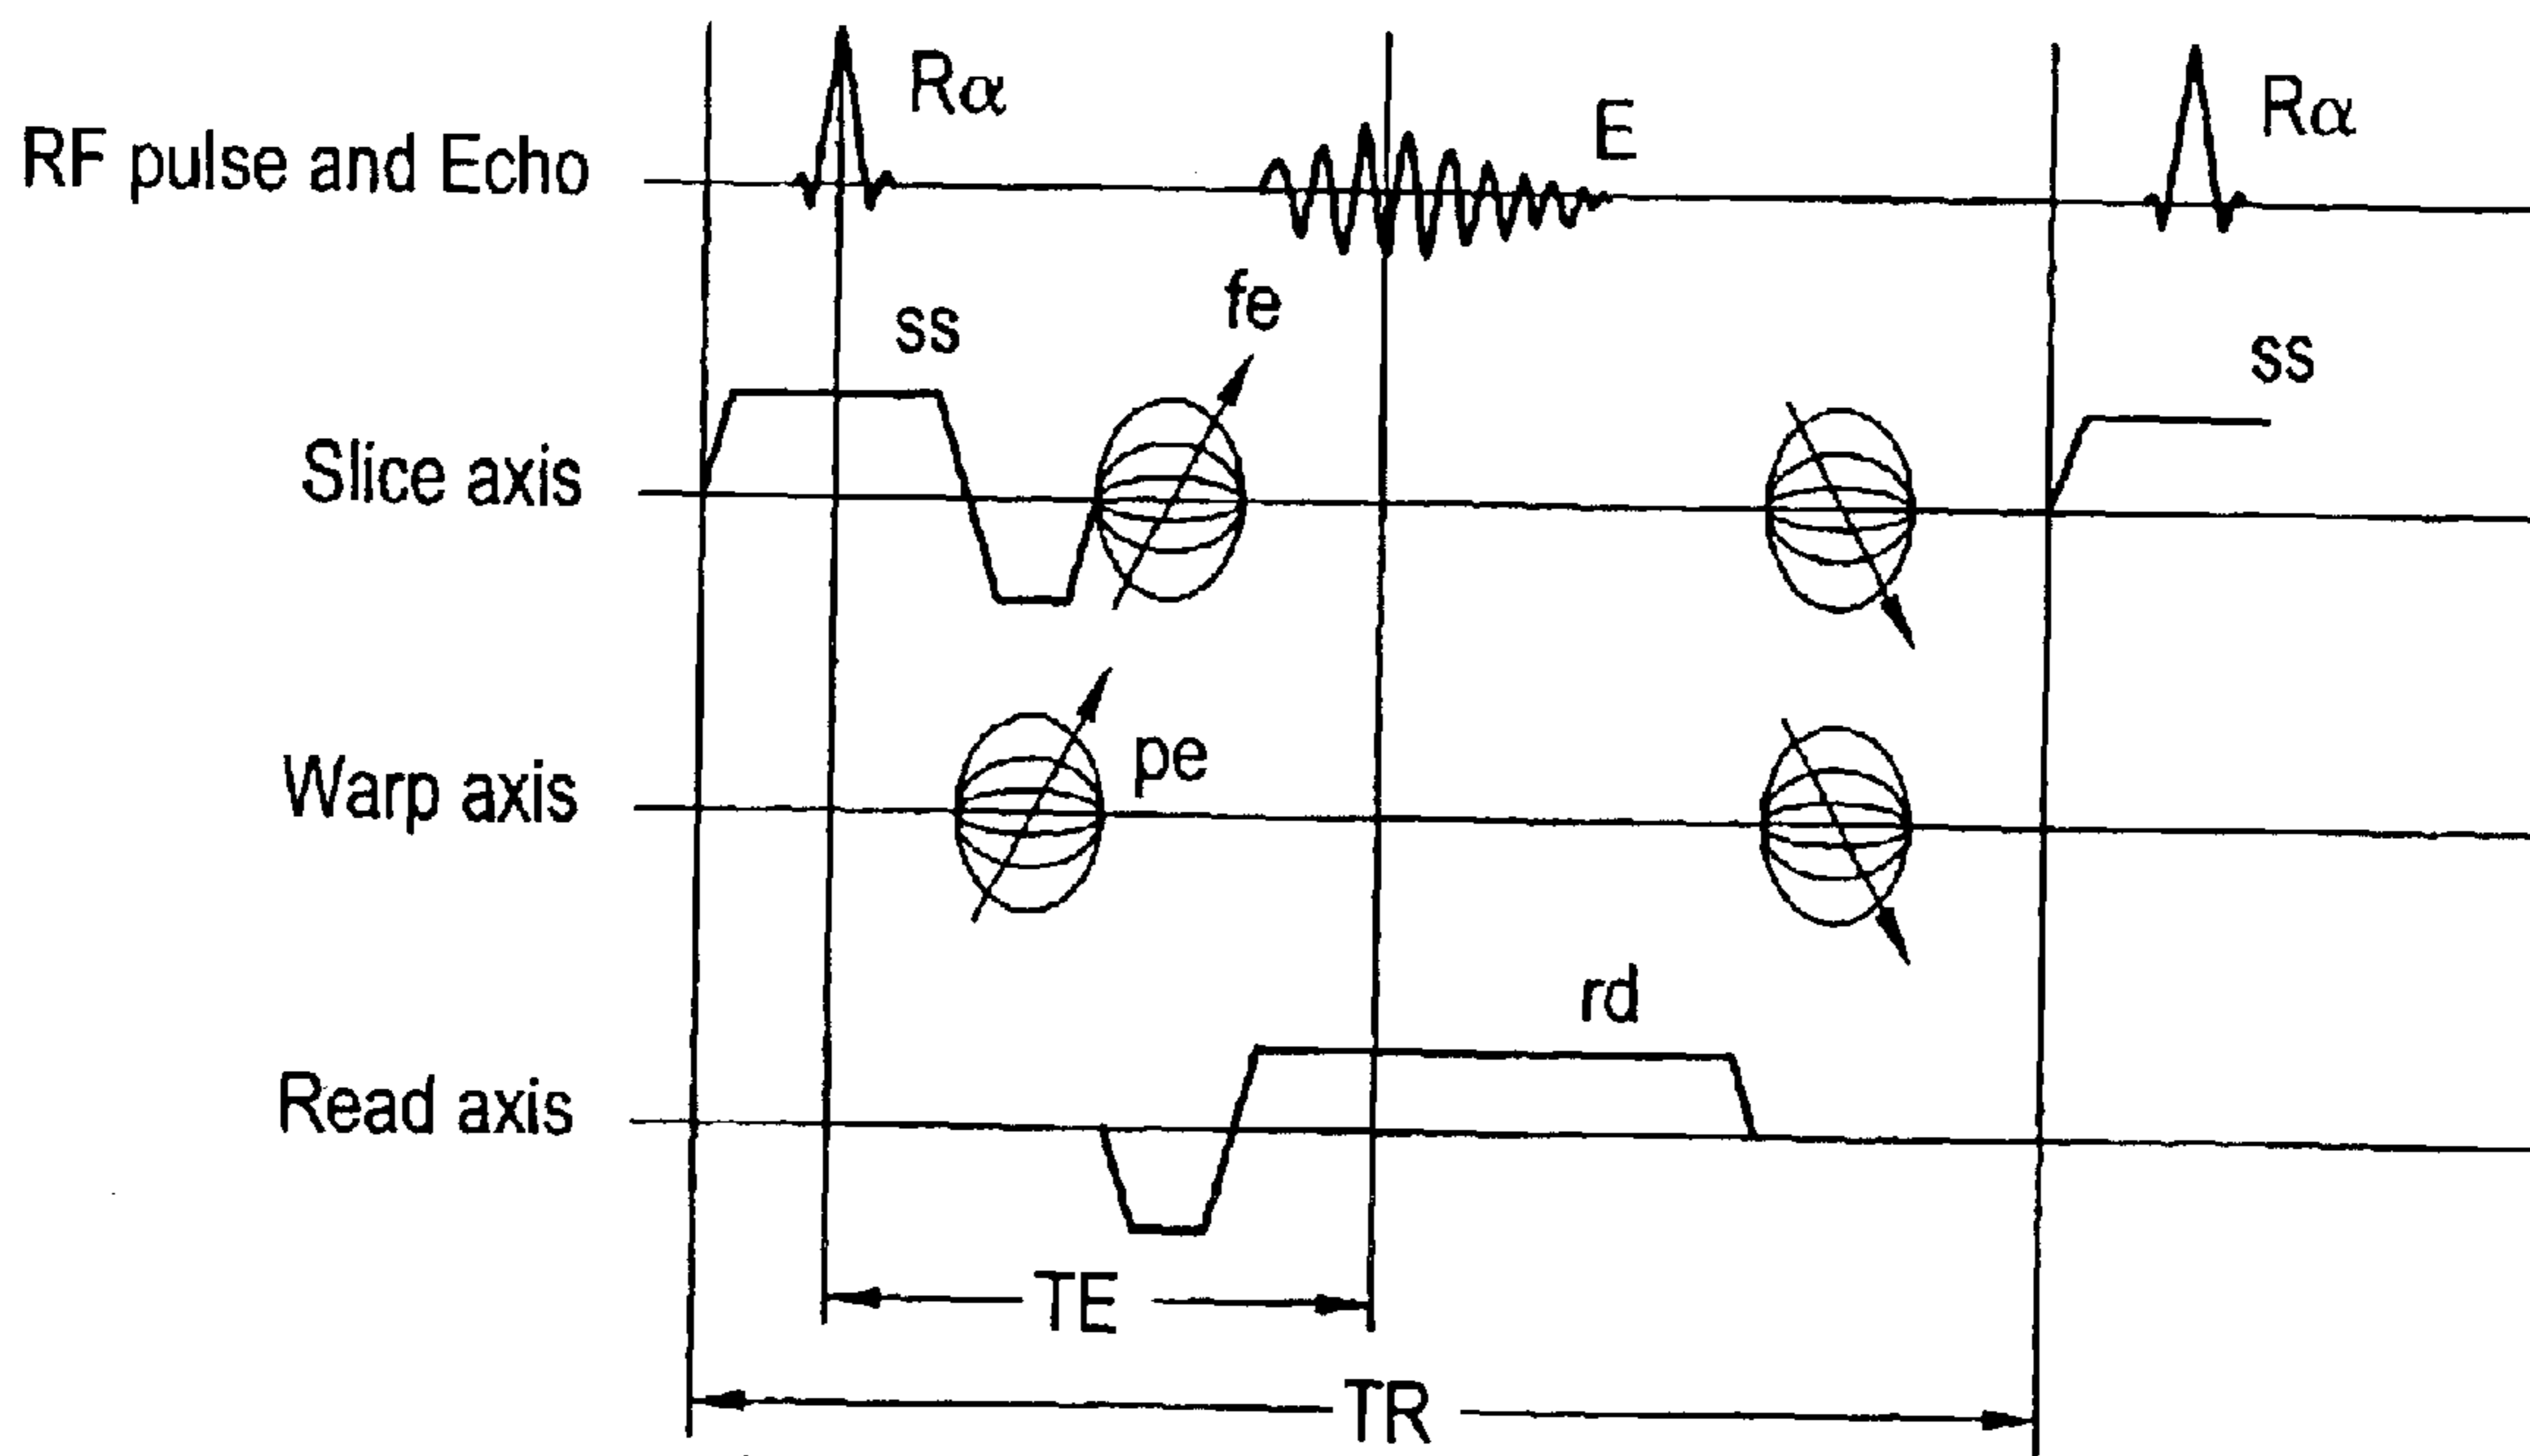 Rα
Rα
RF pulse and Echo
E
fe
ss
ss
Slice axis
pe
Warp axis
rd
Read axis
TE
TR